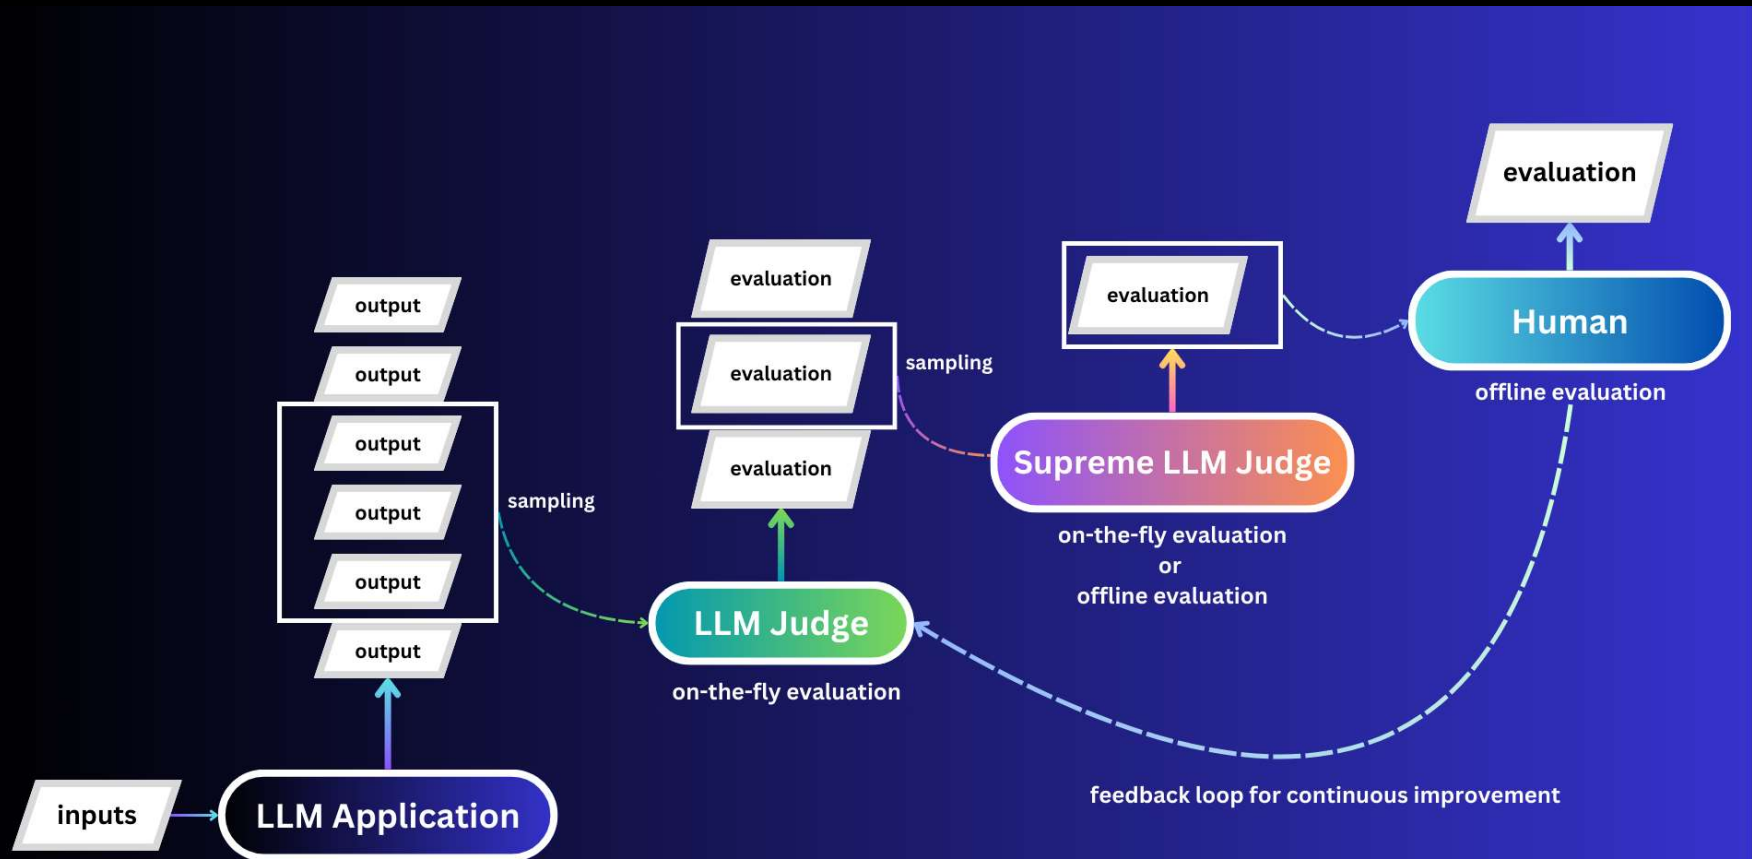 inputs
LLM Application
output
output
output
output
output
output
sampling
LLM Judge
on-the-fly evaluation
evaluation
evaluation
evaluation
sampling
Supreme LLM Judge
on-the-fly evaluation
or
offline evaluation
evaluation
Human
offline evaluation
evaluation
feedback loop for continuous improvement